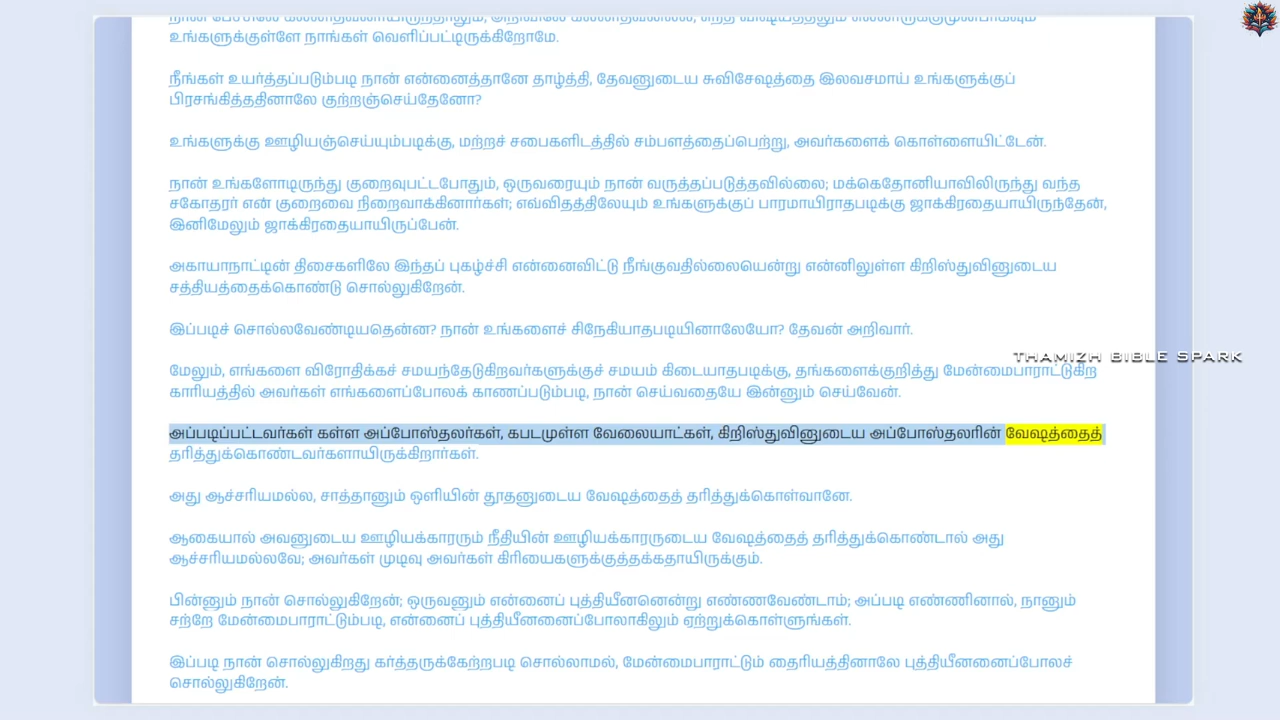 உங்களுக்குள்ளே நாங்கள் வெளிப்பட்டிருக்கிறோமே.
நீங்கள் உயர்த்தப்படும்படி நான் என்னைத்தானே தாழ்த்தி, தேவனுடைய சுவிசேஷத்தை இலவசமாய் உங்களுக்குப்
பிரசங்கித்ததினாலே குற்றஞ்செய்தேனோ?
உங்களுக்கு ஊழியஞ்செய்யும்படிக்கு, மற்றச் சபைகளிடத்தில் சம்பளத்தைப்பெற்று, அவர்களைக் கொள்ளையிட்டேன்.
நான் உங்களோடிருந்து குறைவுபட்டபோதும், ஒருவரையும் நான் வருத்தப்படுத்தவில்லை; மக்கெதோனியாவிலிருந்து வந்த
சகோதரர் என் குறைவை நிறைவாக்கினார்கள்; எவ்விதத்திலேயும் உங்களுக்குப் பாரமாயிராதபடிக்கு ஜாக்கிரதையாயிருந்தேன்,
இனிமேலும் ஜாக்கிரதையாயிருப்பேன்.
அகாயாநாட்டின் திசைகளிலே இந்தப் புகழ்ச்சி என்னைவிட்டு நீங்குவதில்லையென்று என்னிலுள்ள கிறிஸ்துவினுடைய
சத்தியத்தைக்கொண்டு சொல்லுகிறேன்.
இப்படிச் சொல்லவேண்டியதென்ன? நான் உங்களைச் சிநேகியாதபடியினாலேயோ? தேவன் அறிவார்.
THAMIZH BIBLE SPARK
மேலும், எங்களை விரோதிக்கச் சமயந்தேடுகிறவர்களுக்குச் சமயம் கிடையாதபடிக்கு, தங்களைக்குறித்து மேன்மைபாராட்டுகிற
காரியத்தில் அவர்கள் எங்களைப்போலக் காணப்படும்படி, நான் செய்வதையே இன்னும் செய்வேன்.
அப்படிப்பட்டவர்கள் கள்ள அப்போஸ்தலர்கள், கபடமுள்ள வேலையாட்கள், கிறிஸ்துவினுடைய அப்போஸ்தலரின் வேஷத்தைத்
தரித்துக்கொண்டவர்களாயிருக்கிறார்கள்.
அது ஆச்சரியமல்ல, சாத்தானும் ஒளியின் தூதனுடைய வேஷத்தைத் தரித்துக்கொள்வானே.
ஆகையால் அவனுடைய ஊழியக்காரரும் நீதியின் ஊழியக்காரருடைய வேஷத்தைத் தரித்துக்கொண்டால் அது
ஆச்சரியமல்லவே; அவர்கள் முடிவு அவர்கள் கிரியைகளுக்குத்தக்கதாயிருக்கும்.
பின்னும் நான் சொல்லுகிறேன்; ஒருவனும் என்னைப் புத்தியீனனென்று எண்ணவேண்டாம்; அப்படி எண்ணினால், நானும்
சற்றே மேன்மைபாராட்டும்படி, என்னைப் புத்தியீனனைப்போலாகிலும் ஏற்றுக்கொள்ளுங்கள்.
இப்படி நான் சொல்லுகிறது கர்த்தருக்கேற்றபடி சொல்லாமல், மேன்மைபாராட்டும் தைரியத்தினாலே புத்தியீனனைப்போலச்
சொல்லுகிறேன்.